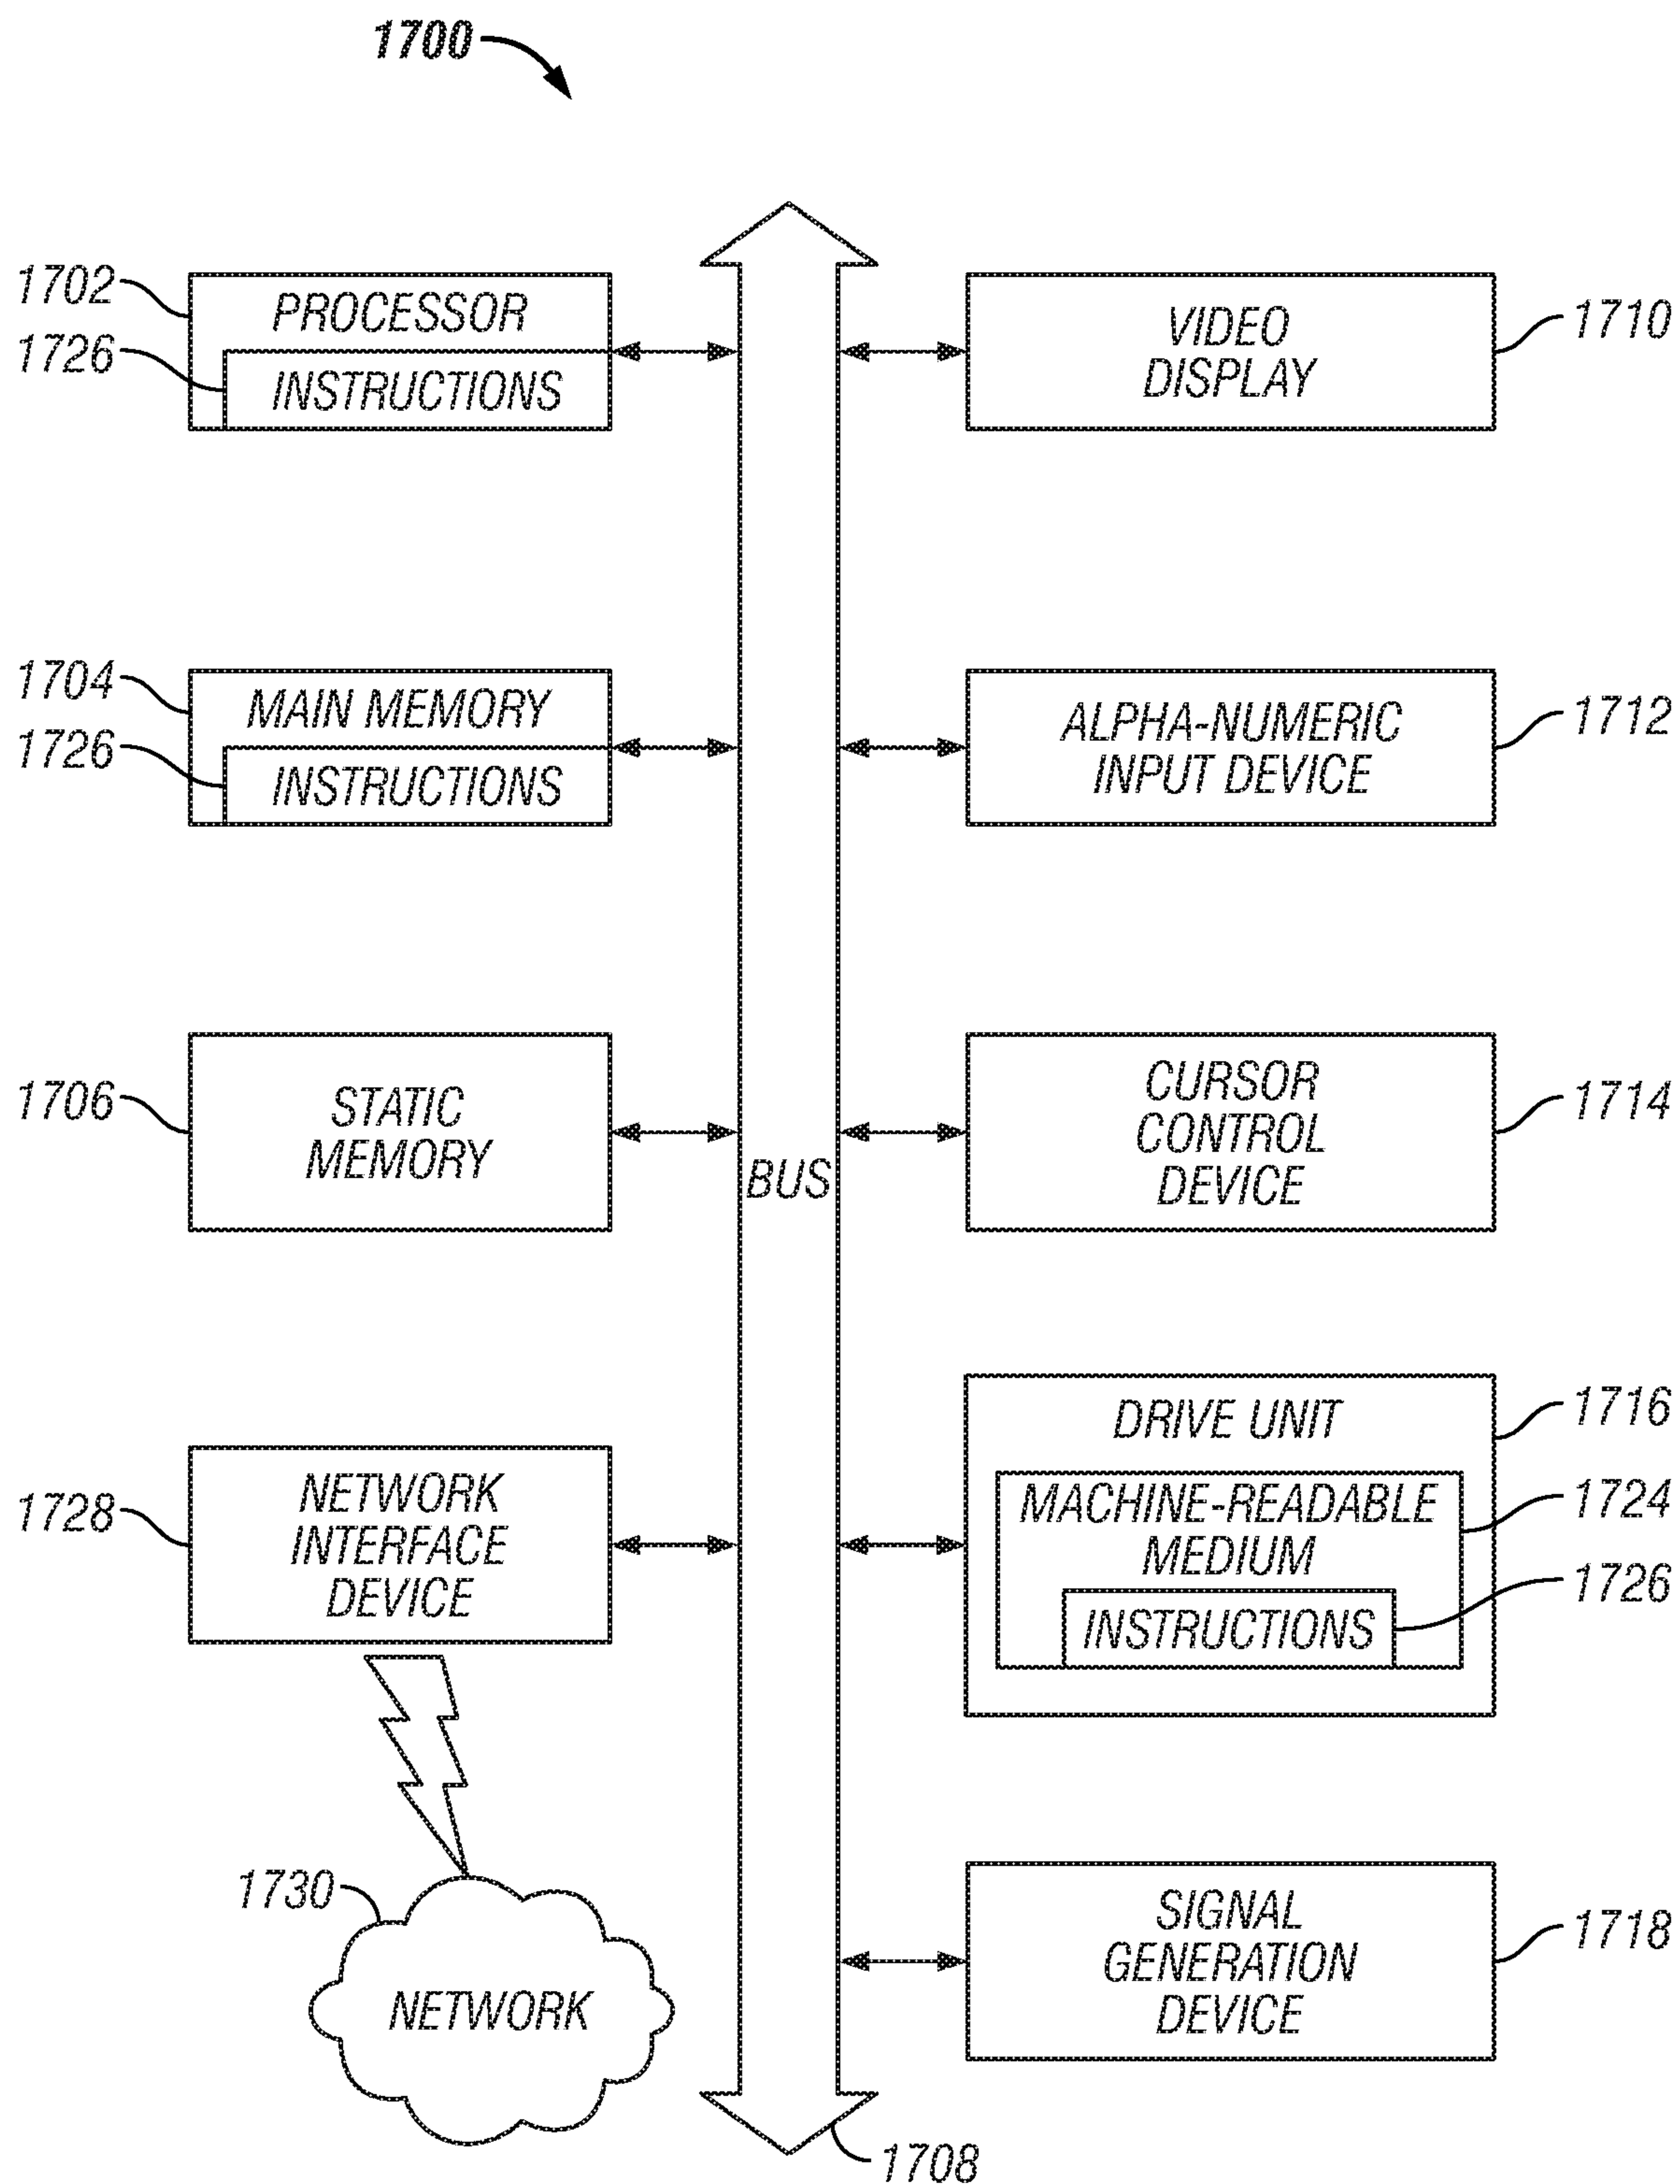 1700
1702
PROCESSOR
1726
INSTRUCTIONS
VIDEO
DISPLAY
1710
1704
MAIN MEMORY
1726
INSTRUCTIONS
ALPHA-NUMERIC
INPUT DEVICE
1712
1706
STATIC
MEMORY
BUS
CURSOR
CONTROL
DEVICE
1714
1728
NETWORK
INTERFACE
DEVICE
DRIVE UNIT
1716
MACHINE-READABLE
MEDIUM
1724
INSTRUCTIONS
1726
1730
NETWORK
SIGNAL
GENERATION
DEVICE
1718
1708